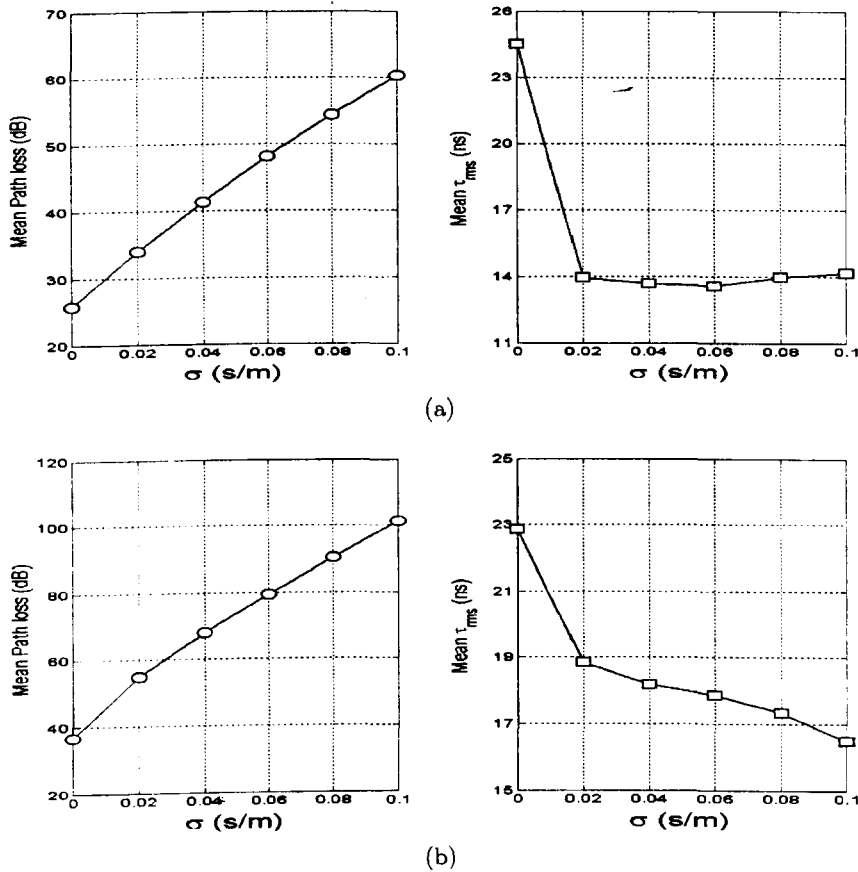 70
60
50
40
30
20
Mean Path loss (dB)
0 0.02 0.04 0.06 0.08 0.1
σ (s/m)
26
24
22
20
18
16
14
11
Mean τrms (ns)
0 0.02 0.04 0.06 0.08 0.1
σ (s/m)
(a)
120
100
80
60
40
20
Mean Path loss (dB)
0 0.02 0.04 0.06 0.08 0.1
σ (s/m)
25
23
21
19
17
15
Mean τrms (ns)
0 0.02 0.04 0.06 0.08 0.1
σ (s/m)
(b)